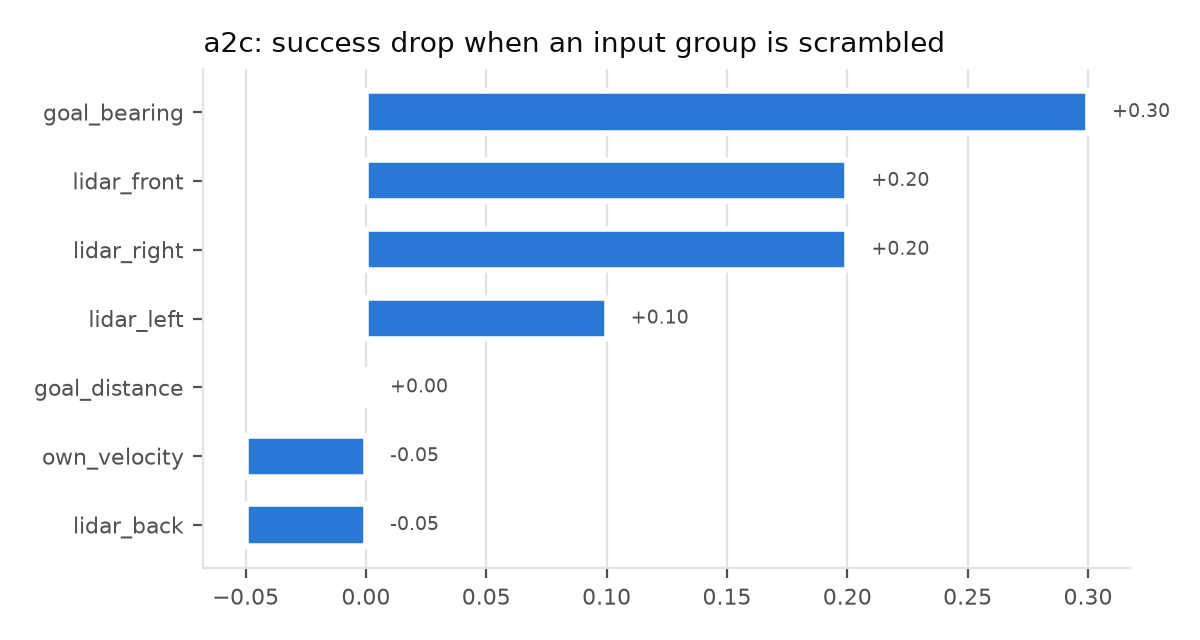 a2c: success drop when an input group is scrambled
goal_bearing +0.30
lidar_front +0.20
lidar_right +0.20
lidar_left +0.10
goal_distance +0.00
own_velocity -0.05
lidar_back -0.05
−0.05 0.00 0.05 0.10 0.15 0.20 0.25 0.30